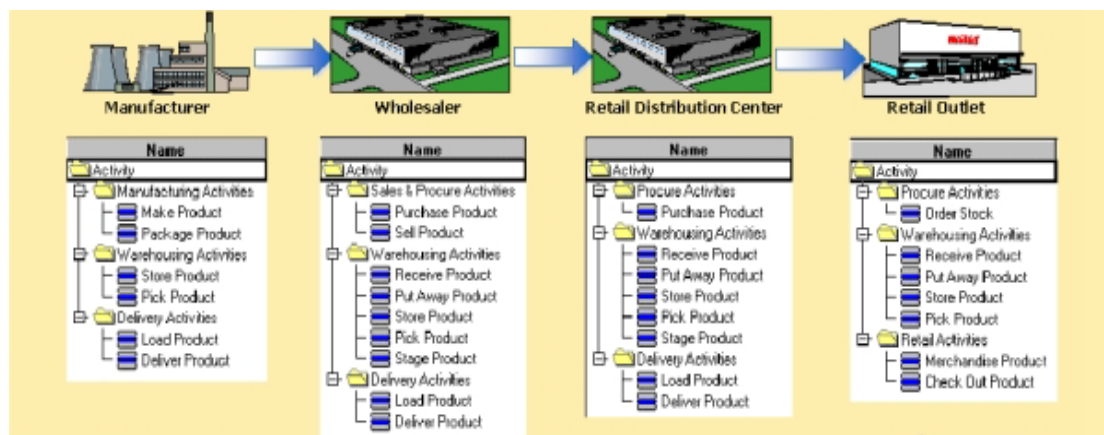 Manufacturer
Wholesaler
Retail Distribution Center
Retail Outlet
Name
Activity
Manufacturing Activities
Make Product
Package Product
Warehousing Activities
Store Product
Pick Product
Delivery Activities
Load Product
Deliver Product
Name
Activity
Sales & Procure Activities
Purchase Product
Sell Product
Warehousing Activities
Receive Product
Put Away Product
Store Product
Pick Product
Stage Product
Delivery Activities
Load Product
Deliver Product
Name
Activity
Procure Activities
Purchase Product
Warehousing Activities
Receive Product
Put Away Product
Store Product
Pick Product
Stage Product
Delivery Activities
Load Product
Deliver Product
Name
Activity
Procure Activities
Order Stock
Warehousing Activities
Receive Product
Put Away Product
Store Product
Pick Product
Retail Activities
Merchandise Product
Check Out Product